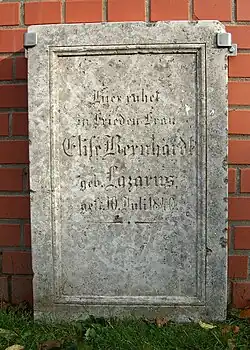 Hier ruhet
in Frieden Frau
Elise Bernhardt
geb. Lazarus,
gest. 10. Juli